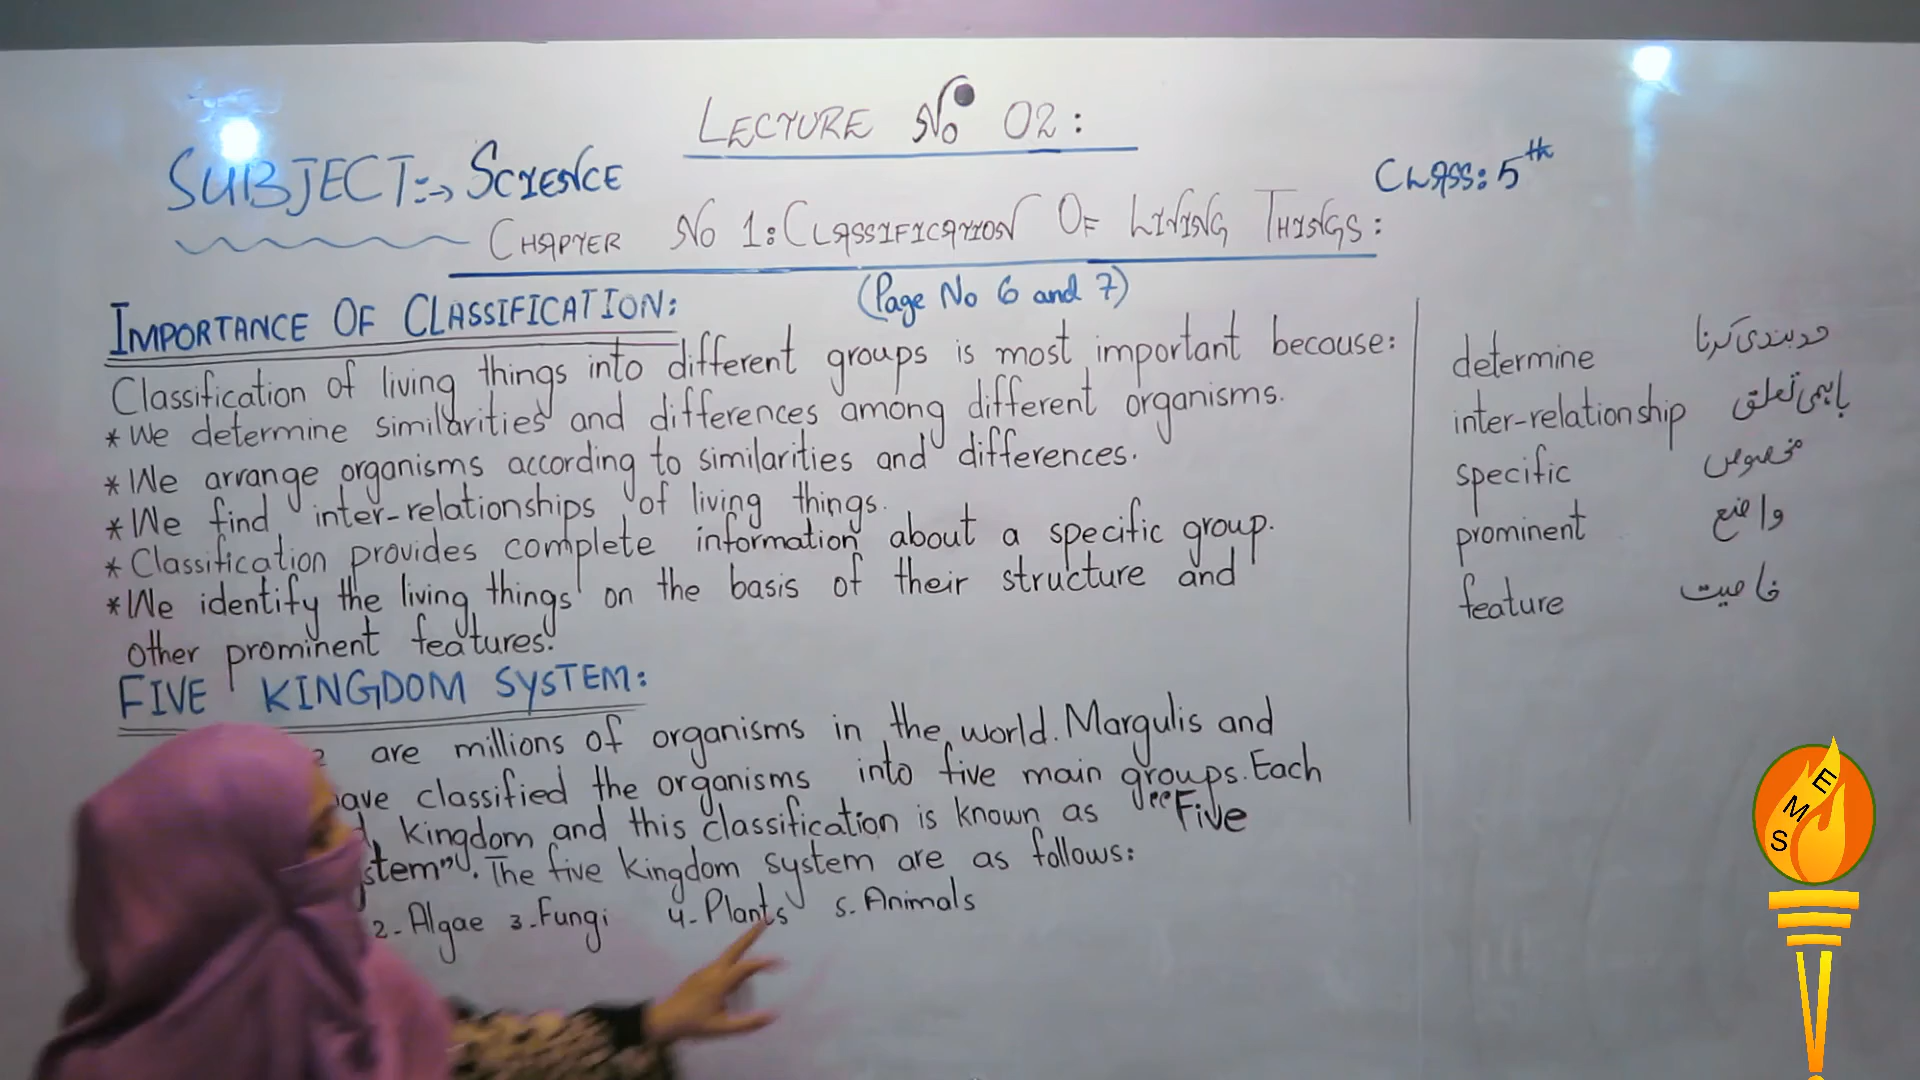 LECTURE No 02:
SUBJECT:→ SCIENCE
CLASS: 5th
CHAPTER No 1: CLASSIFICATION OF LIVING THINGS:
(Page No 6 and 7)
IMPORTANCE OF CLASSIFICATION:
Classification of living things into different groups is most important becouse:
* We determine similarities and differences among different organisms.
* We arrange organisms according to similarities and differences.
* We find inter-relationships of living things.
* Classification provides complete information about a specific group.
* We identify the living things on the basis of their structure and
other prominent features.
FIVE KINGDOM SYSTEM:
are millions of organisms in the world. Margulis and
classified the organisms into five main groups. Each
kingdom and this classification is known as "Five
". The five kingdom system are as follows:
2- Algae 3- Fungi 4- Plants 5- Animals
determine حد بندی کرنا
inter-relationship باہمی تعلق
specific مخصوص
prominent واضع
feature خاصیت
EMS